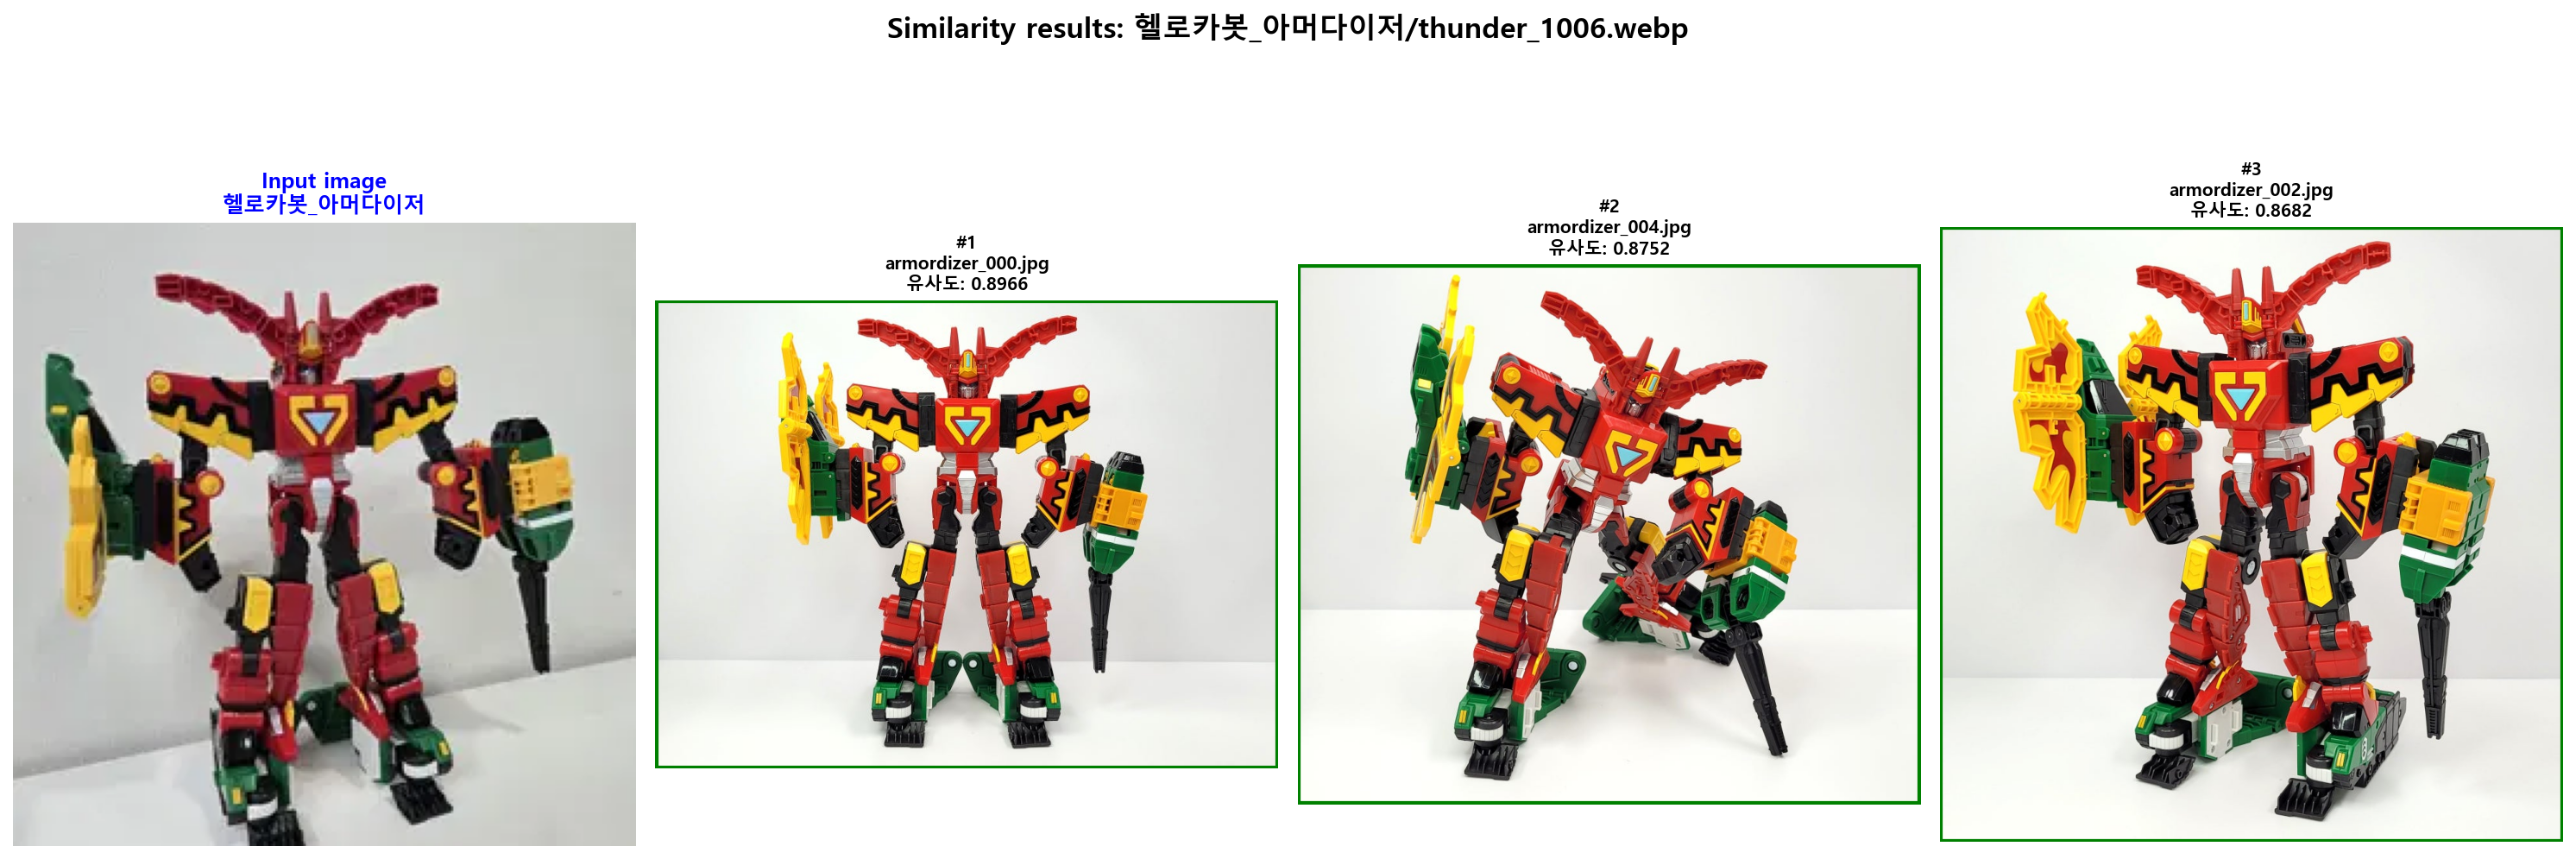 Similarity results: 헬로카봇_아머다이저/thunder_1006.webp
Input image
헬로카봇_아머다이저
#1
armordizer_000.jpg
유사도: 0.8966
#2
armordizer_004.jpg
유사도: 0.8752
#3
armordizer_002.jpg
유사도: 0.8682